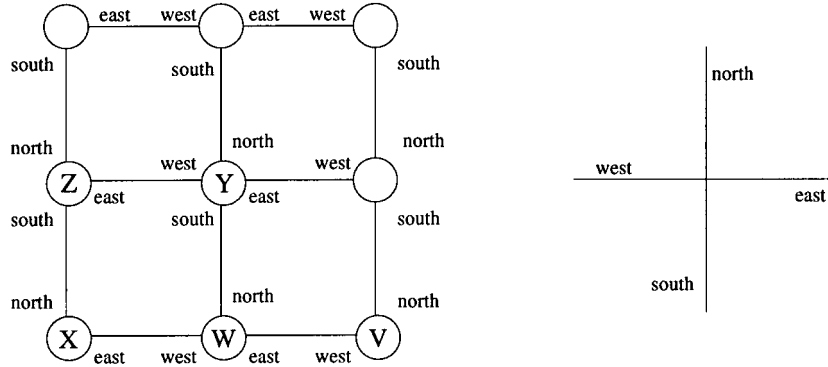 east west east west
south south south
north
north north
west west
Z Y
east east
south south south
north north north
X W V
east west east west
north
west
east
south